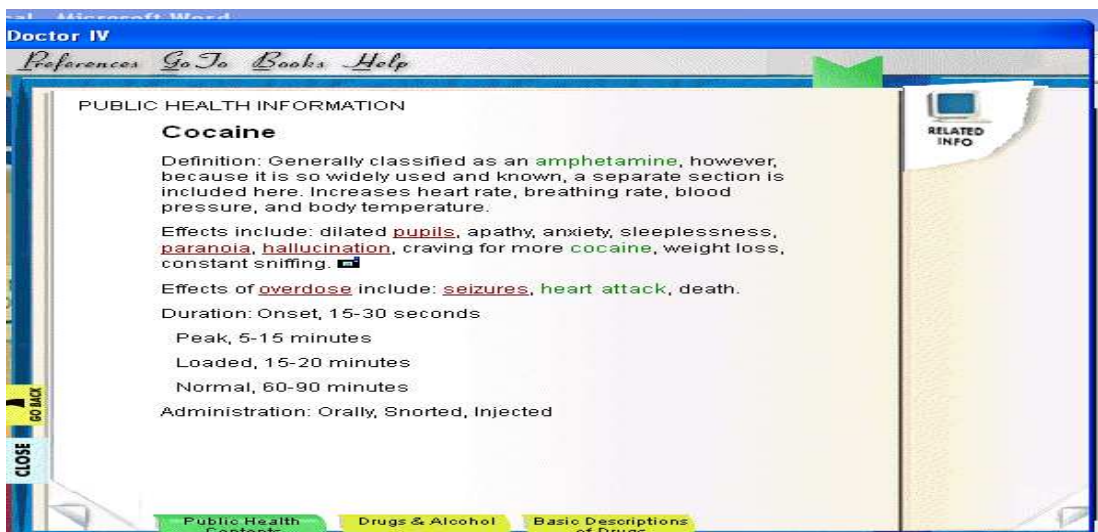 Microsoft Word
Doctor IV
Preferences Go To Books Help
PUBLIC HEALTH INFORMATION
Cocaine
Definition: Generally classified as an amphetamine, however,
because it is so widely used and known, a separate section is
included here. Increases heart rate, breathing rate, blood
pressure, and body temperature.
Effects include: dilated pupils, apathy, anxiety, sleeplessness,
paranoia, hallucination, craving for more cocaine, weight loss,
constant sniffing.
Effects of overdose include: seizures, heart attack, death.
Duration: Onset, 15-30 seconds
Peak, 5-15 minutes
Loaded, 15-20 minutes
Normal, 60-90 minutes
Administration: Orally, Snorted, Injected
RELATED
INFO
GO BACK
CLOSE
Public Health
Contents
Drugs & Alcohol
Basic Descriptions
of Drugs